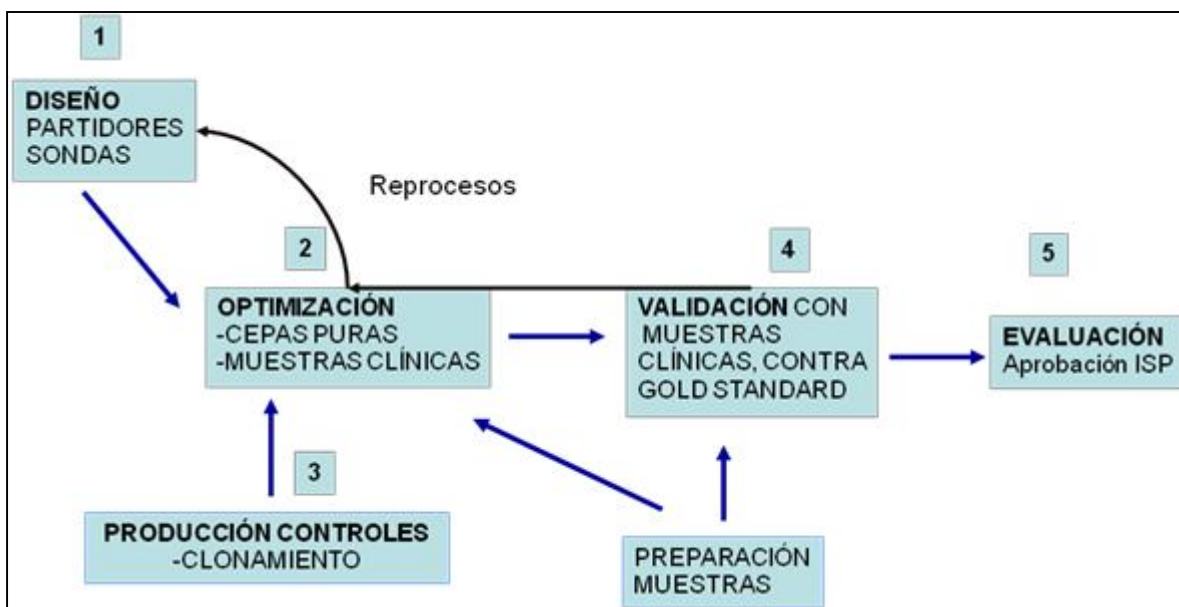 1
DISEÑO
PARTIDORES
SONDAS
Reprocesos
2
OPTIMIZACIÓN
-CEPAS PURAS
-MUESTRAS CLÍNICAS
4
VALIDACIÓN CON
MUESTRAS
CLÍNICAS, CONTRA
GOLD STANDARD
5
EVALUACIÓN
Aprobación ISP
3
PRODUCCIÓN CONTROLES
-CLONAMIENTO
PREPARACIÓN
MUESTRAS